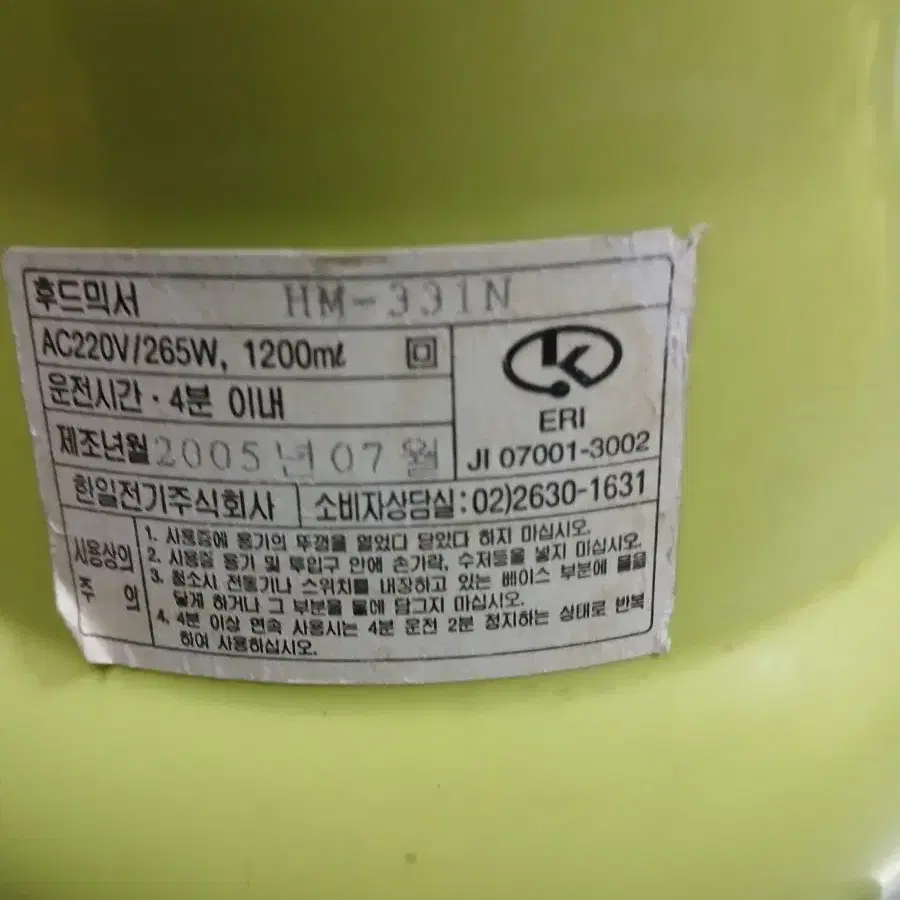 후드믹서 HM-331N
AC220V/265W, 1200㎖
운전시간 · 4분 이내
제조년월 2005년 07월
ERI
JI 07001-3002
한일전기주식회사 소비자상담실 : 02)2630-1631
사용상의
주 의
1. 사용중에 용기의 뚜껑을 열었다 닫았다 하지 마십시오.
2. 사용중 용기 및 투입구 안에 손가락, 수저등을 넣지 마십시오.
3. 청소시 전동기나 스위치를 내장하고 있는 베이스 부분에 물을
닿게 하거나 그 부분을 물에 담그지 마십시오.
4. 4분 이상 연속 사용시는 4분 운전 2분 정지하는 상태로 반복
하여 사용하십시오.